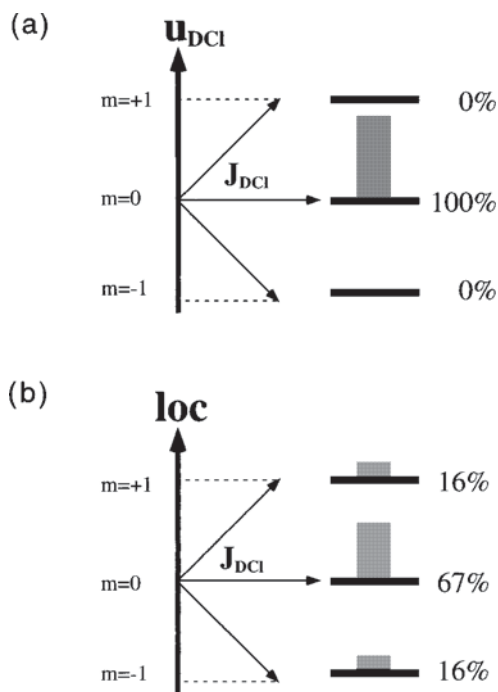 (a)
u_DCl
m=+1 0%
J_DCl
m=0 100%
m=-1 0%
(b)
loc
m=+1 16%
J_DCl
m=0 67%
m=-1 16%